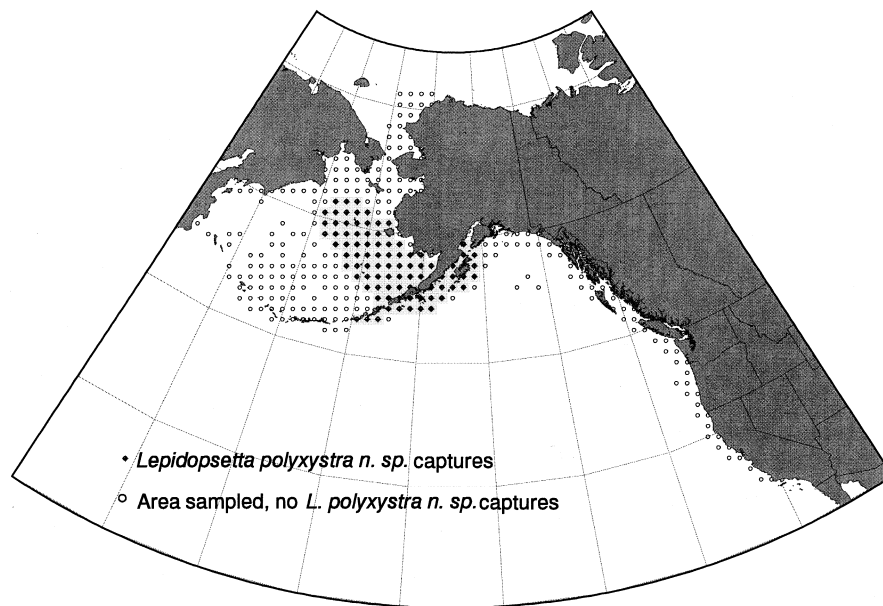 Lepidopsetta polyxystra n. sp. captures
Area sampled, no L. polyxystra n. sp. captures